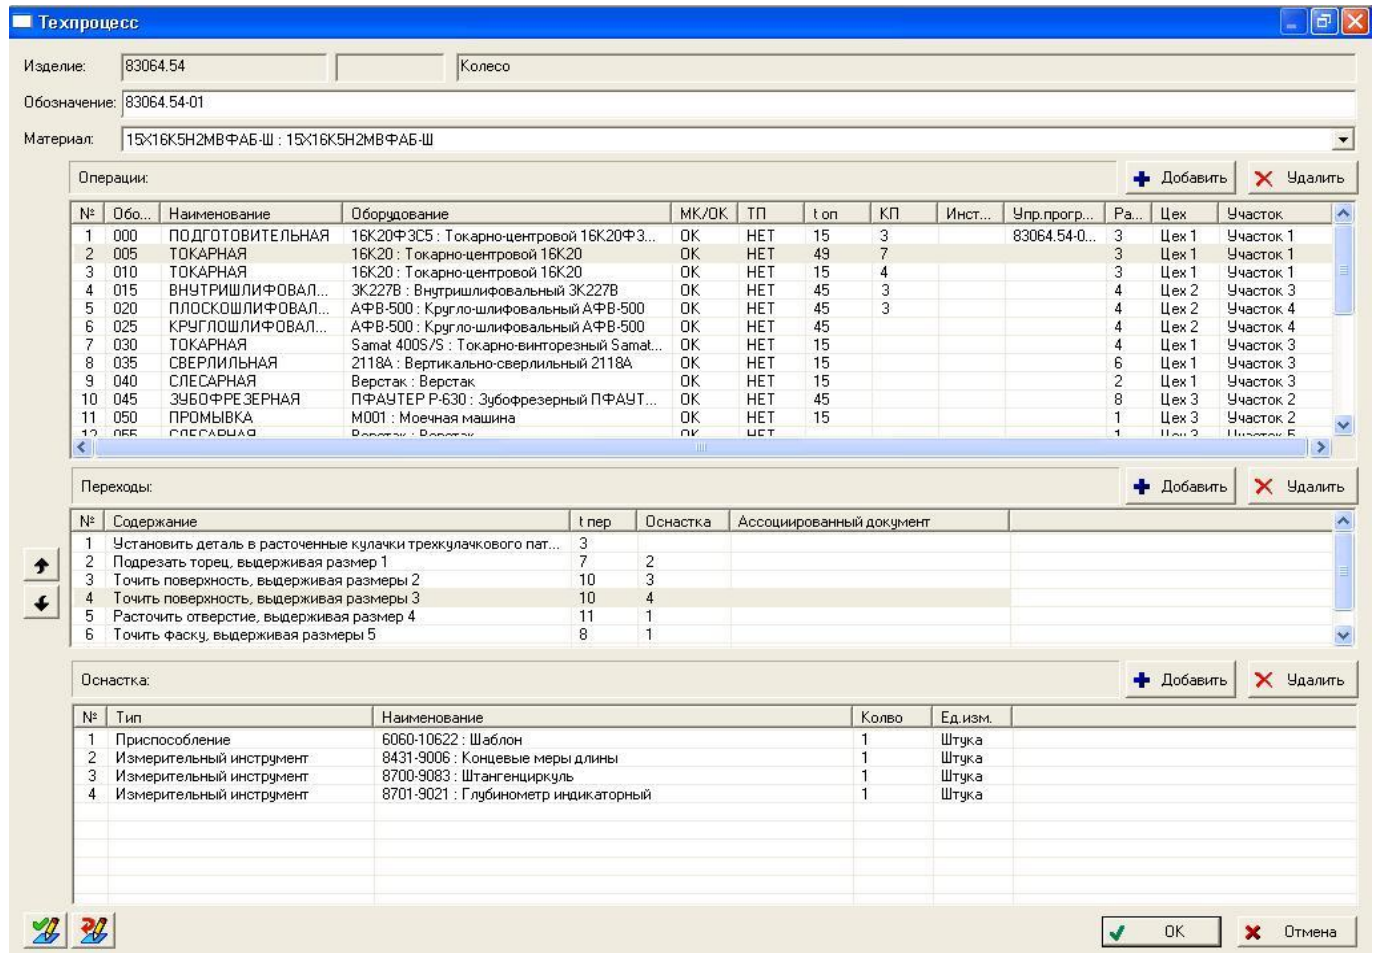 Техпроцесс
Изделие: 83064.54 Колесо
Обозначение: 83064.54-01
Материал: 15Х16К5Н2МВФАБ-Ш : 15Х16К5Н2МВФАБ-Ш
Операции: Добавить Удалить
№ Обо... Наименование Оборудование МК/ОК ТП t оп КП Инст... Упр.прогр... Ра... Цех Участок
1 000 ПОДГОТОВИТЕЛЬНАЯ 16К20Ф3С5 : Токарно-центровой 16К20Ф3... ОК НЕТ 15 3 83064.54-0... 3 Цех 1 Участок 1
2 005 ТОКАРНАЯ 16К20 : Токарно-центровой 16К20 ОК НЕТ 49 7 3 Цех 1 Участок 1
3 010 ТОКАРНАЯ 16К20 : Токарно-центровой 16К20 ОК НЕТ 15 4 3 Цех 1 Участок 1
4 015 ВНУТРИШЛИФОВАЛ... 3К227В : Внутришлифовальный 3К227В ОК НЕТ 45 3 4 Цех 2 Участок 3
5 020 ПЛОСКОШЛИФОВАЛ... АФВ-500 : Кругло-шлифовальный АФВ-500 ОК НЕТ 45 3 4 Цех 2 Участок 4
6 025 КРУГЛОШЛИФОВАЛ... АФВ-500 : Кругло-шлифовальный АФВ-500 ОК НЕТ 45 4 Цех 2 Участок 4
7 030 ТОКАРНАЯ Samat 400S/S : Токарно-винторезный Samat... ОК НЕТ 15 4 Цех 1 Участок 3
8 035 СВЕРЛИЛЬНАЯ 2118А : Вертикально-сверлильный 2118А ОК НЕТ 15 6 Цех 1 Участок 3
9 040 СЛЕСАРНАЯ Верстак : Верстак ОК НЕТ 15 2 Цех 1 Участок 3
10 045 ЗУБОФРЕЗЕРНАЯ ПФАУТЕР Р-630 : Зубофрезерный ПФАУТ... ОК НЕТ 45 8 Цех 3 Участок 2
11 050 ПРОМЫВКА М001 : Моечная машина ОК НЕТ 15 1 Цех 3 Участок 2
12 055 СЛЕСАРНАЯ Верстак : Верстак ОК НЕТ 1 Цех 3 Участок 5
Переходы: Добавить Удалить
№ Содержание t пер Оснастка Ассоциированный документ
1 Установить деталь в расточенные кулачки трехкулачкового пат... 3
2 Подрезать торец, выдерживая размер 1 7 2
3 Точить поверхность, выдерживая размеры 2 10 3
4 Точить поверхность, выдерживая размеры 3 10 4
5 Расточить отверстие, выдерживая размер 4 11 1
6 Точить фаску, выдерживая размеры 5 8 1
Оснастка: Добавить Удалить
№ Тип Наименование Колво Ед.изм.
1 Приспособление 6060-10622 : Шаблон 1 Штука
2 Измерительный инструмент 8431-9006 : Концевые меры длины 1 Штука
3 Измерительный инструмент 8700-9083 : Штангенциркуль 1 Штука
4 Измерительный инструмент 8701-9021 : Глубинометр индикаторный 1 Штука
ОК Отмена